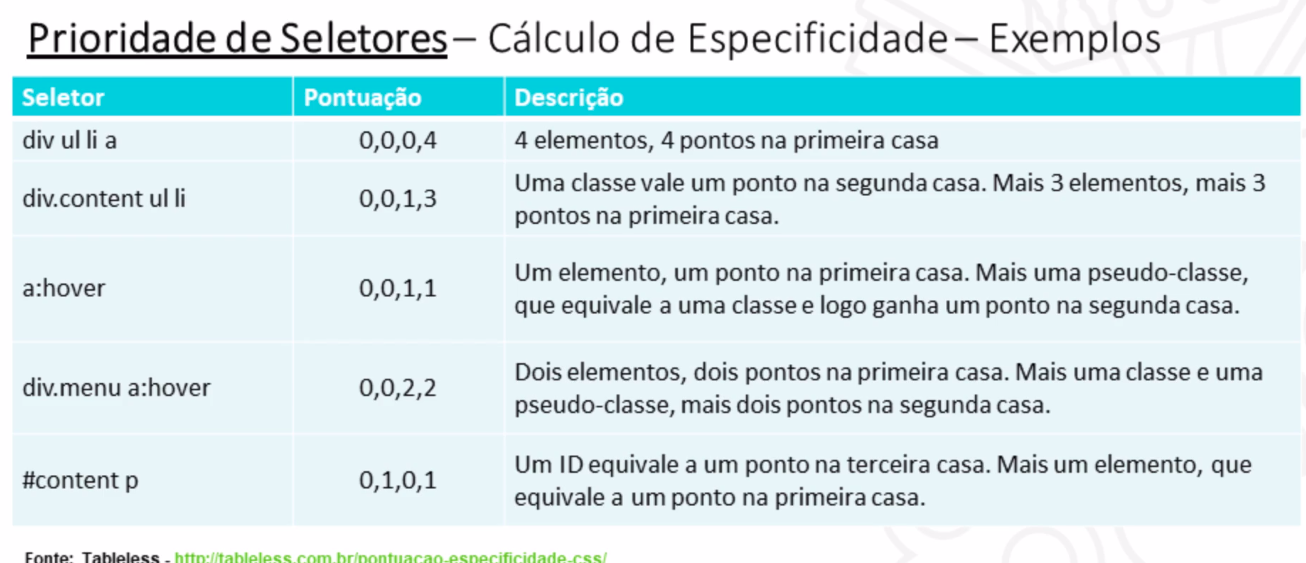 Prioridade de Seletores – Cálculo de Especificidade – Exemplos
Seletor Pontuação Descrição
div ul li a 0,0,0,4 4 elementos, 4 pontos na primeira casa
div.content ul li 0,0,1,3 Uma classe vale um ponto na segunda casa. Mais 3 elementos, mais 3
pontos na primeira casa.
a:hover 0,0,1,1 Um elemento, um ponto na primeira casa. Mais uma pseudo-classe,
que equivale a uma classe e logo ganha um ponto na segunda casa.
div.menu a:hover 0,0,2,2 Dois elementos, dois pontos na primeira casa. Mais uma classe e uma
pseudo-classe, mais dois pontos na segunda casa.
#content p 0,1,0,1 Um ID equivale a um ponto na terceira casa. Mais um elemento, que
equivale a um ponto na primeira casa.
Fonte: Tableless - http://tableless.com.br/pontuacao-especificidade-css/